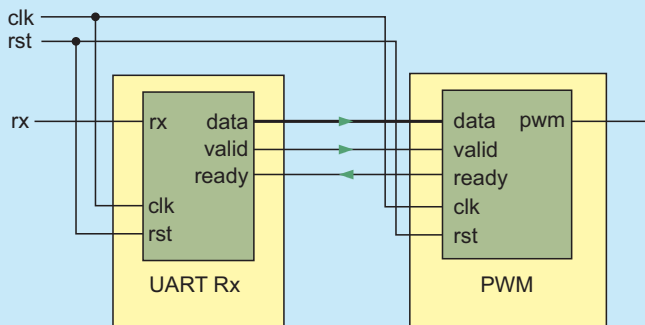 clk
rst
rx
rx data
valid
ready
clk
rst
UART Rx
data pwm
valid
ready
clk
rst
PWM